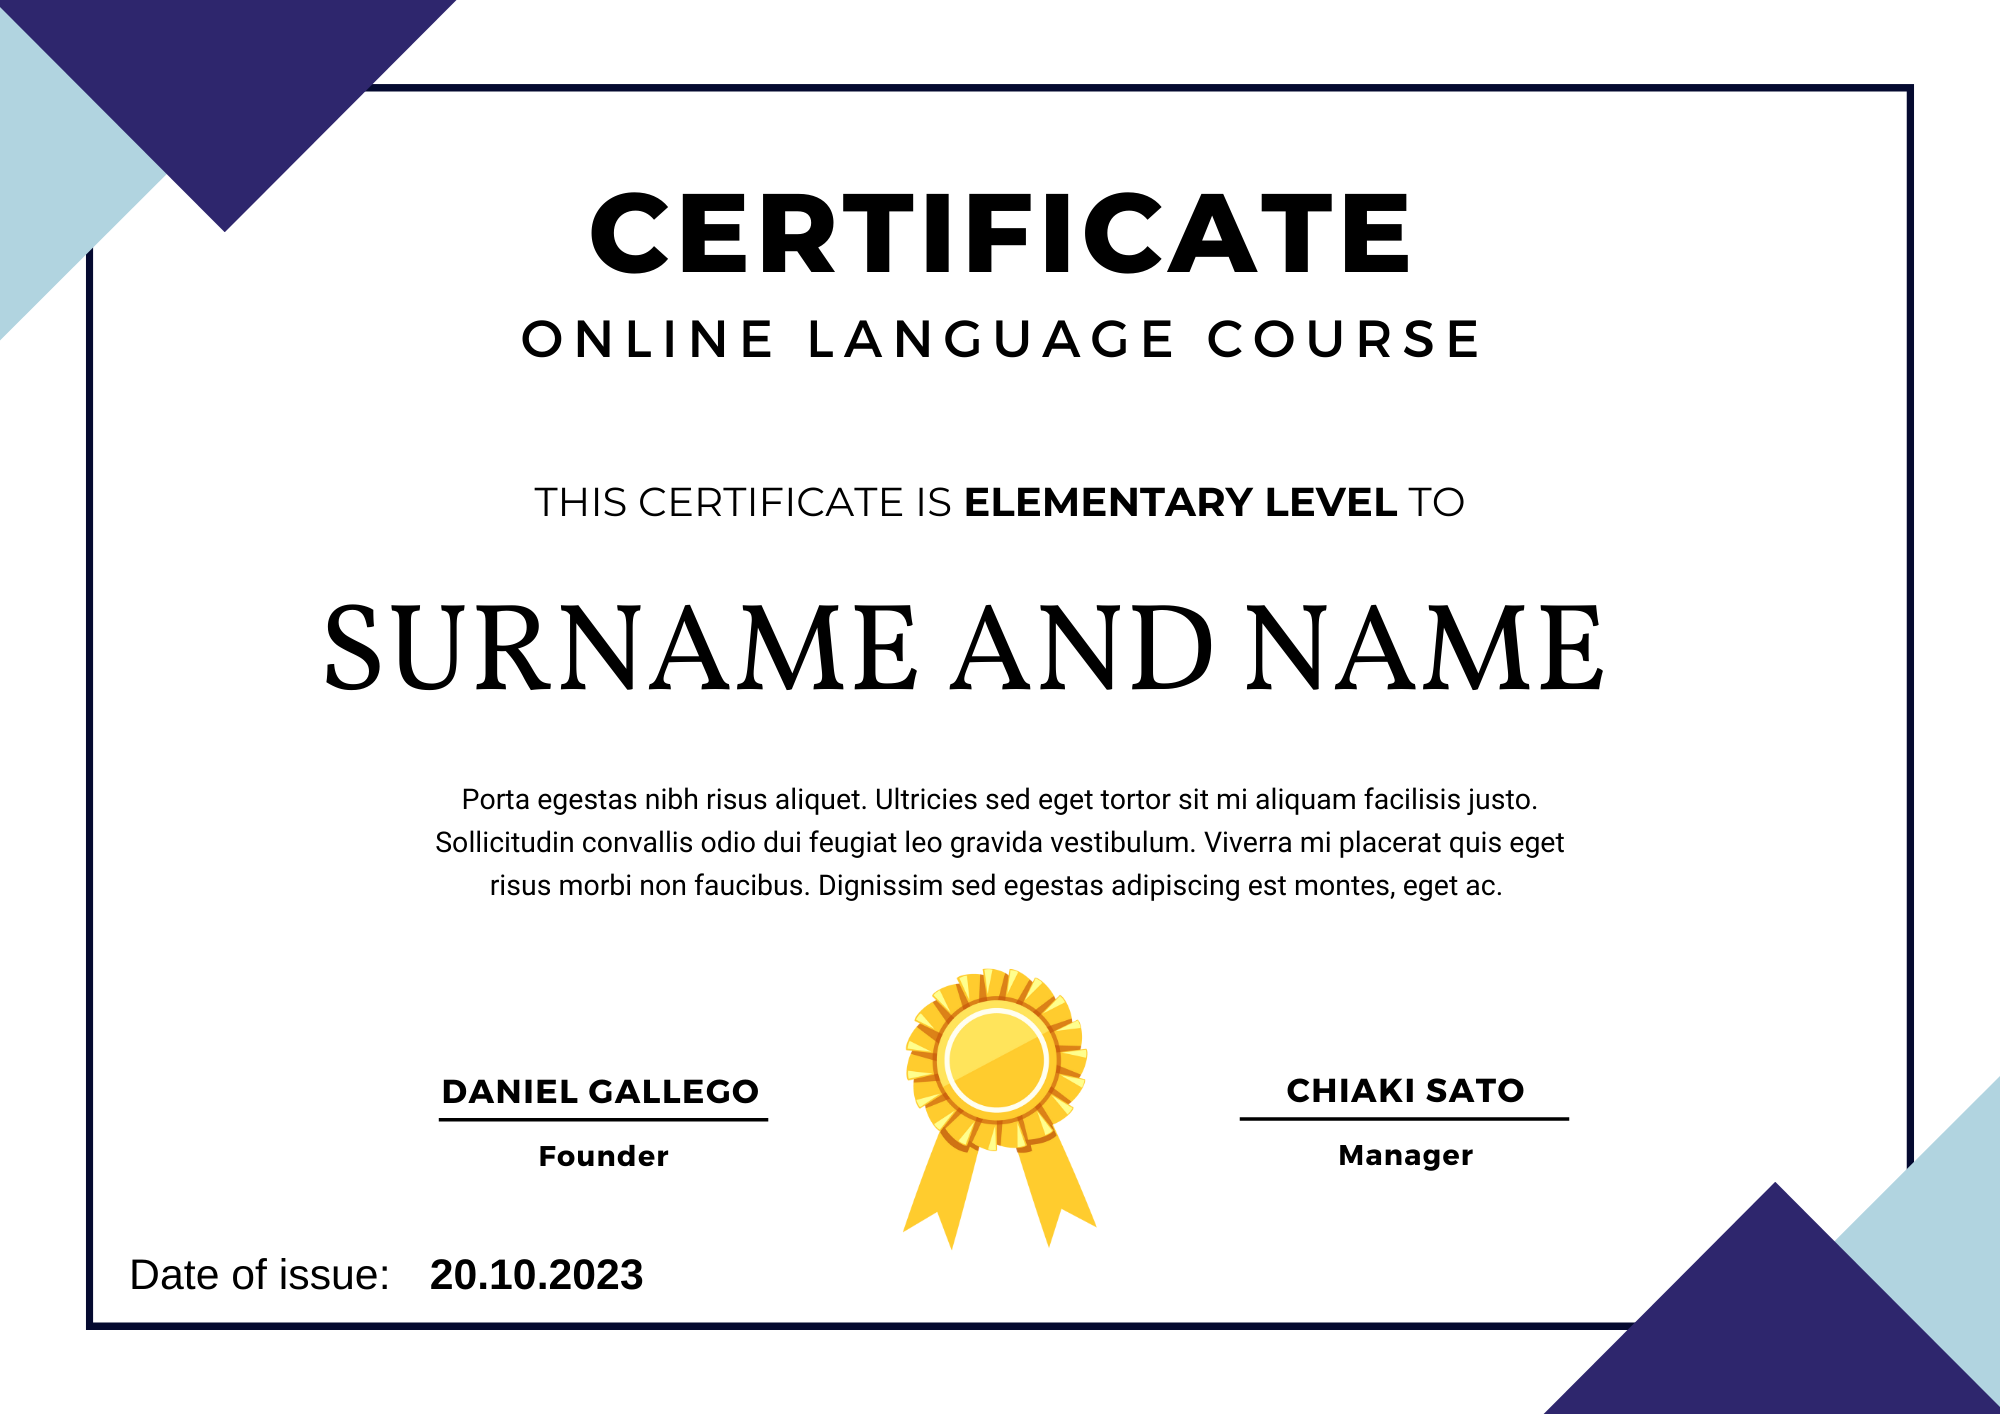 CERTIFICATE
ONLINE LANGUAGE COURSE
THIS CERTIFICATE IS ELEMENTARY LEVEL TO
SURNAME AND NAME
Porta egestas nibh risus aliquet. Ultricies sed eget tortor sit mi aliquam facilisis justo.
Sollicitudin convallis odio dui feugiat leo gravida vestibulum. Viverra mi placerat quis eget
risus morbi non faucibus. Dignissim sed egestas adipiscing est montes, eget ac.
DANIEL GALLEGO
Founder
CHIAKI SATO
Manager
Date of issue: 20.10.2023